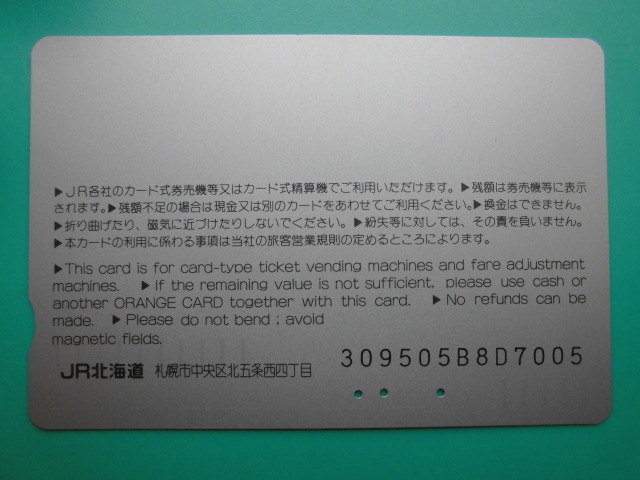 ▶JR各社のカード式券売機等又はカード式精算機でご利用いただけます。▶残額は券売機等に表示
されます。▶残額不足の場合は現金又は別のカードをあわせてご利用ください。▶換金はできません。
▶折り曲げたり、磁気に近づけたりしないでください。▶紛失等に対しては、その責を負いません。
▶本カードの利用に係わる事項は当社の旅客営業規則の定めるところによります。
▶This card is for card-type ticket vending machines and fare adjustment
machines. ▶If the remaining value is not sufficient, please use cash or
another ORANGE CARD together with this card. ▶No refunds can be
made. ▶Please do not bend ; avoid
magnetic fields.
JR北海道 札幌市中央区北五条西四丁目
309505B8D7005